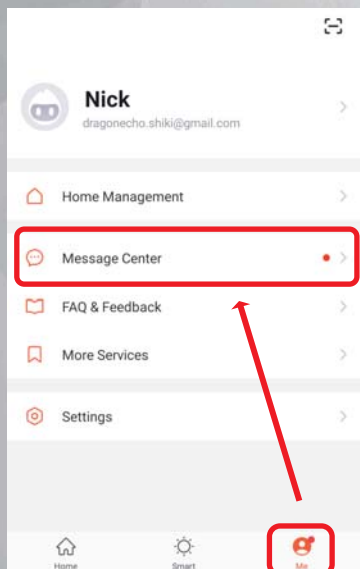 Nick
dragonecho.shiki@gmail.com
Home Management
Message Center
FAQ & Feedback
More Services
Settings
Home
Smart
Me